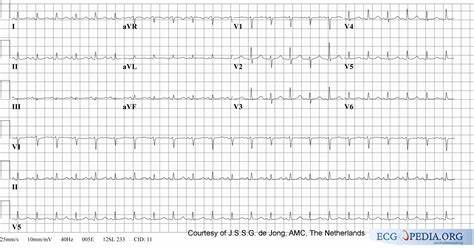 I aVR V1 V4
II aVL V2 V5
III aVF V3 V6
V1
II
V5
25mm/s 10mm/mV 40Hz 005E 12SL 233 CID: 11
Courtesy of J.S.S.G. de Jong, AMC, The Netherlands
ECGPEDIA.ORG